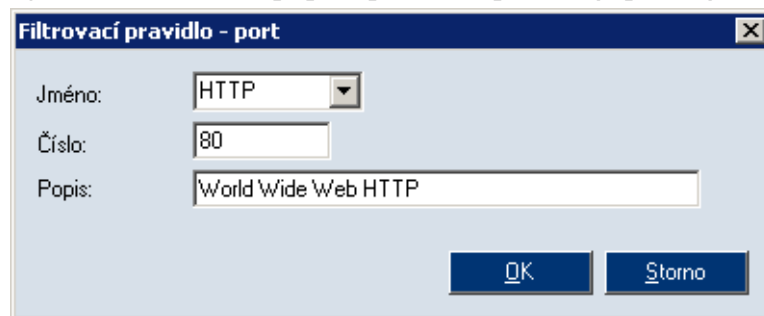 Filtrovací pravidlo - port
Jméno: HTTP
Číslo: 80
Popis: World Wide Web HTTP
OK Storno